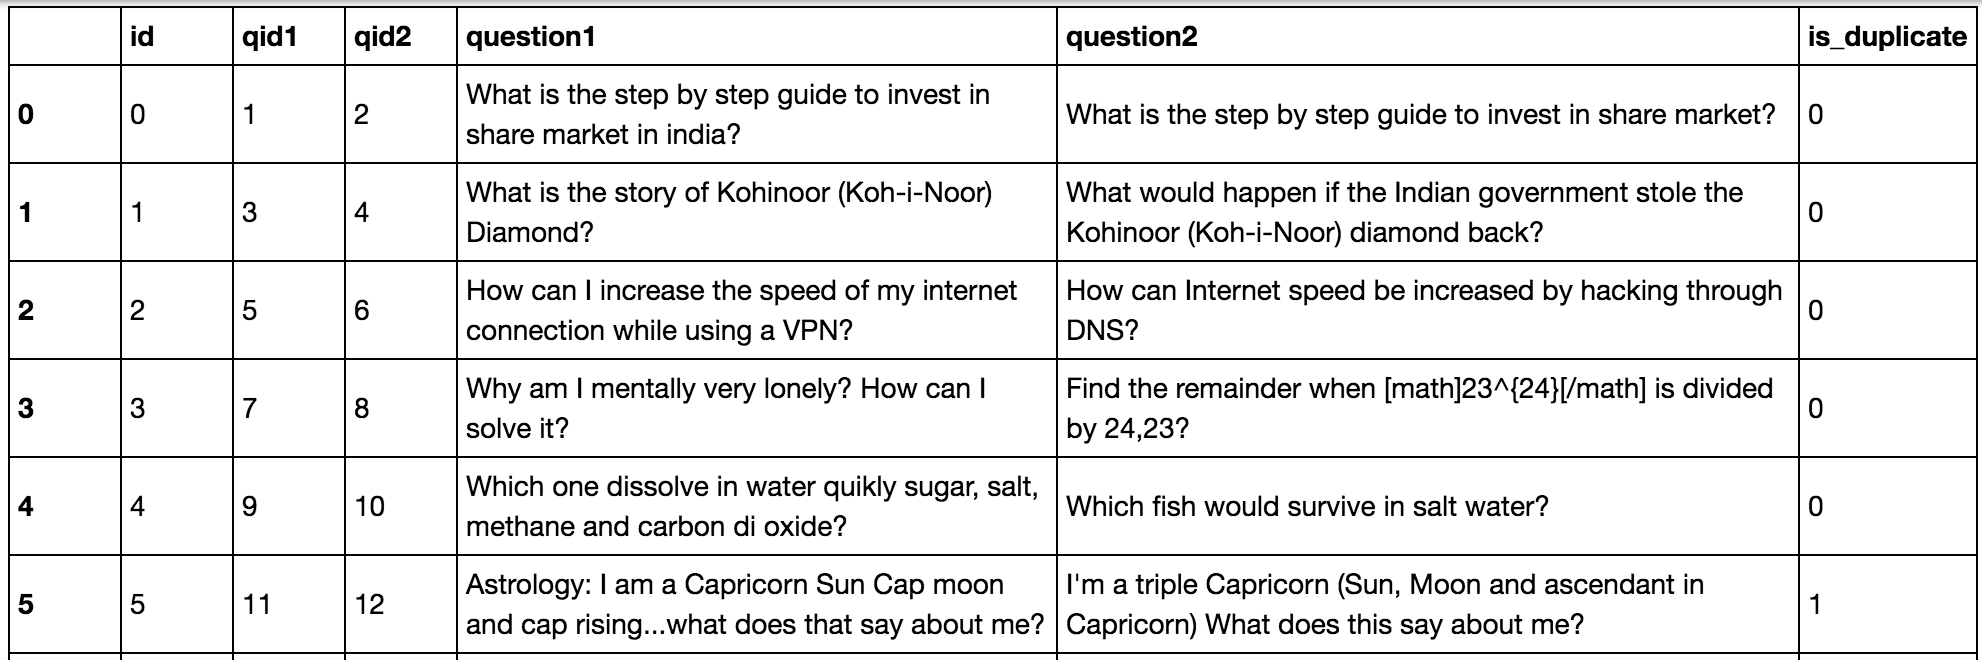 id qid1 qid2 question1 question2 is_duplicate
0 0 1 2 What is the step by step guide to invest in share market in india? What is the step by step guide to invest in share market? 0
1 1 3 4 What is the story of Kohinoor (Koh-i-Noor) Diamond? What would happen if the Indian government stole the Kohinoor (Koh-i-Noor) diamond back? 0
2 2 5 6 How can I increase the speed of my internet connection while using a VPN? How can Internet speed be increased by hacking through DNS? 0
3 3 7 8 Why am I mentally very lonely? How can I solve it? Find the remainder when [math]23^{24}[/math] is divided by 24,23? 0
4 4 9 10 Which one dissolve in water quikly sugar, salt, methane and carbon di oxide? Which fish would survive in salt water? 0
5 5 11 12 Astrology: I am a Capricorn Sun Cap moon and cap rising...what does that say about me? I'm a triple Capricorn (Sun, Moon and ascendant in Capricorn) What does this say about me? 1